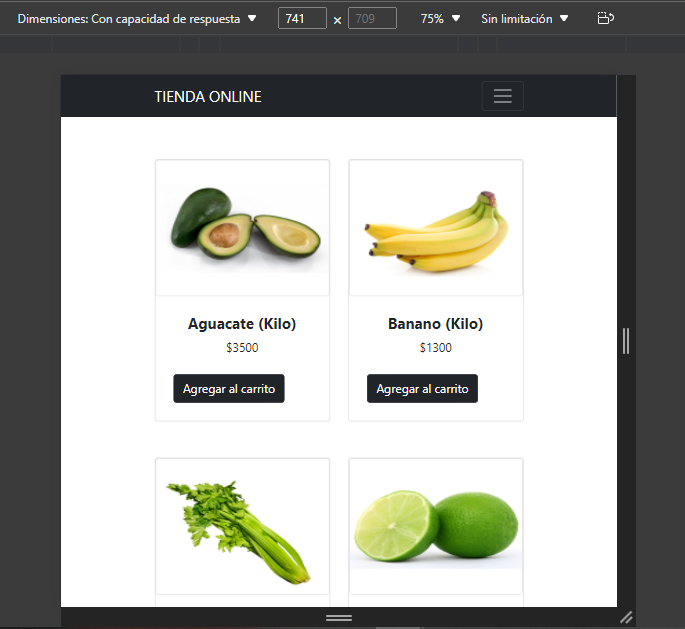 Dimensiones: Con capacidad de respuesta 741 × 709 75% Sin limitación
TIENDA ONLINE
Aguacate (Kilo)
$3500
Agregar al carrito
Banano (Kilo)
$1300
Agregar al carrito